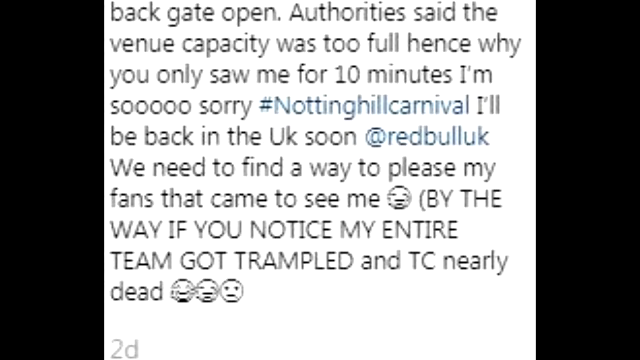 back gate open. Authorities said the
venue capacity was too full hence why
you only saw me for 10 minutes I'm
sooooo sorry #Nottinghillcarnival I'll
be back in the Uk soon @redbulluk
We need to find a way to please my
fans that came to see me 😪 (BY THE
WAY IF YOU NOTICE MY ENTIRE
TEAM GOT TRAMPLED and TC nearly
dead 😂😪😐
2d